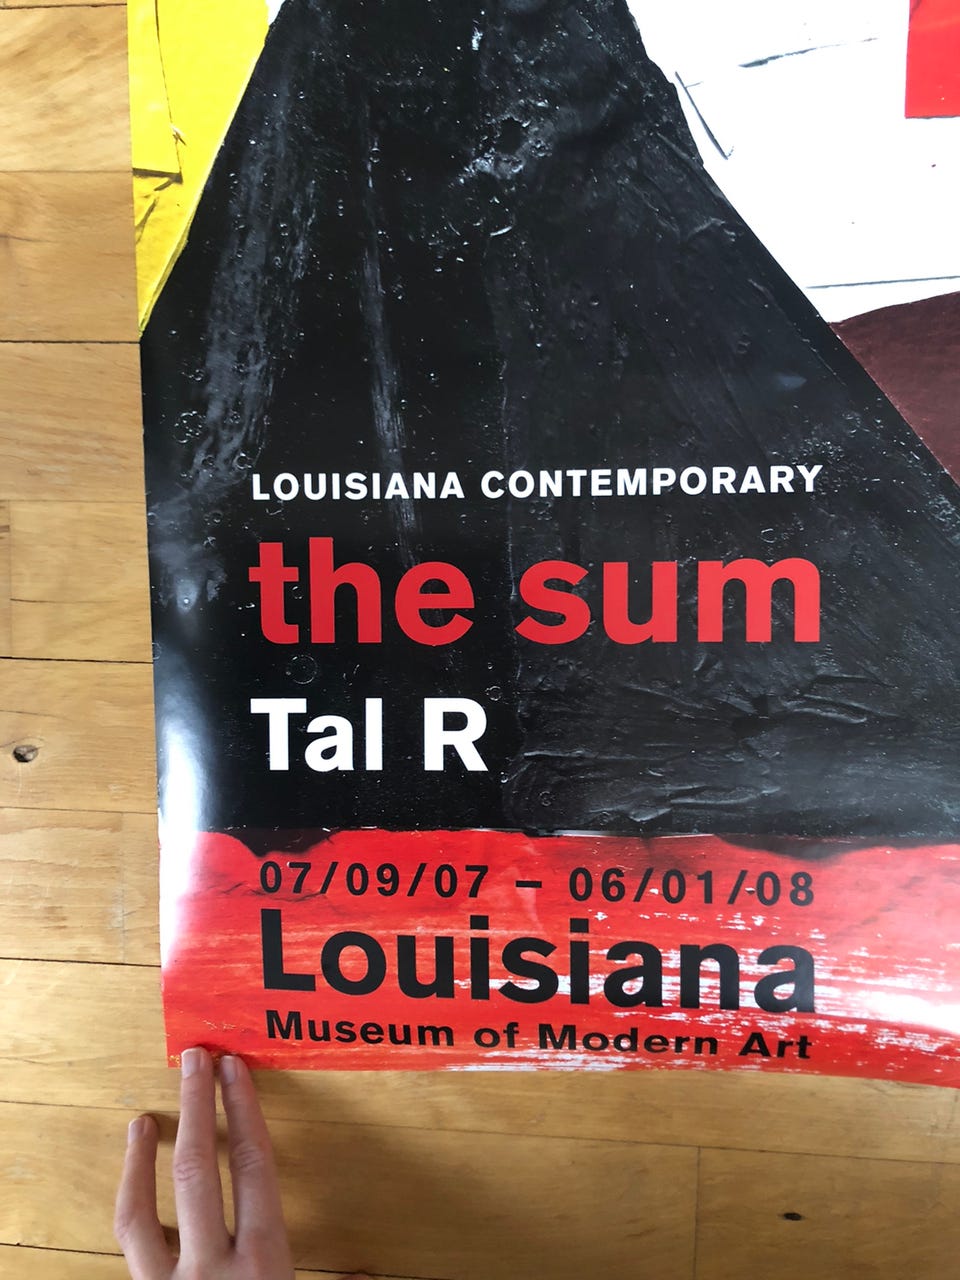 LOUISIANA CONTEMPORARY
the sum
Tal R
07/09/07 – 06/01/08
Louisiana
Museum of Modern Art